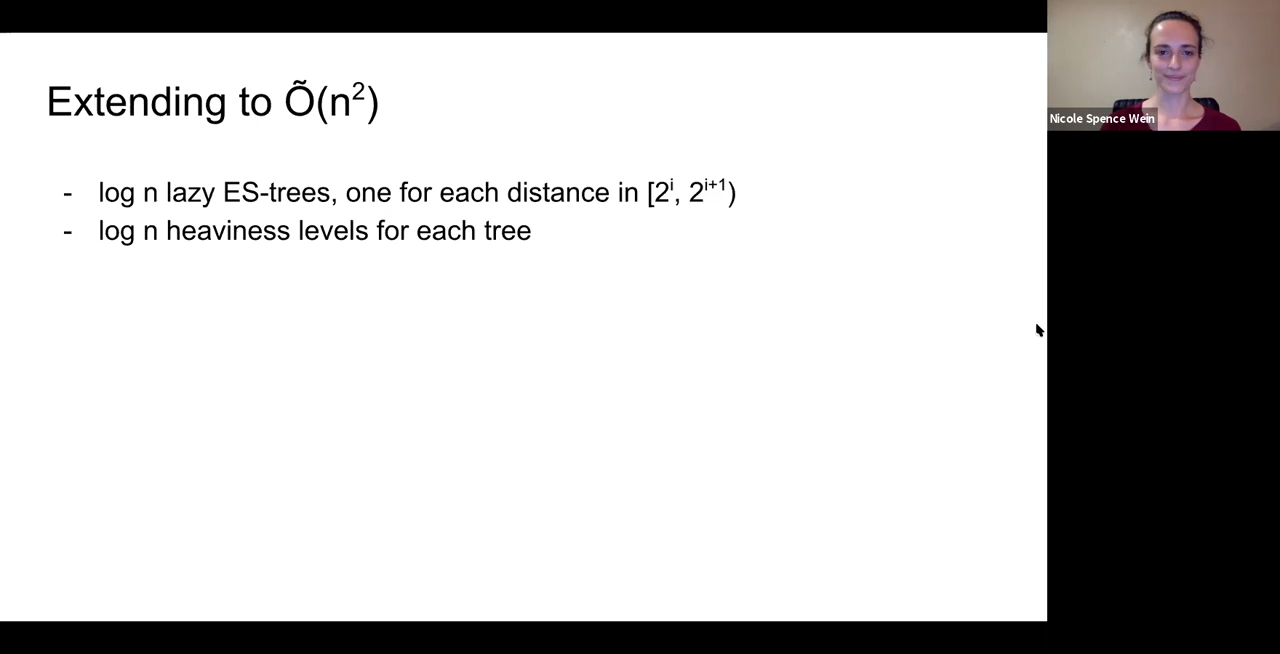 Extending to Õ(n²)
- log n lazy ES-trees, one for each distance in [2ⁱ, 2ⁱ⁺¹)
- log n heaviness levels for each tree
Nicole Spence Wein